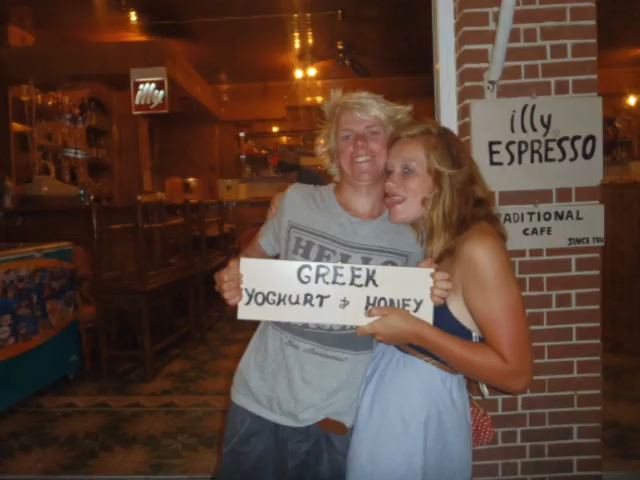 illy
illy
ESPRESSO
RADITIONAL
CAFE
SINCE
HELLO
GREEK
YOGHURT & HONEY